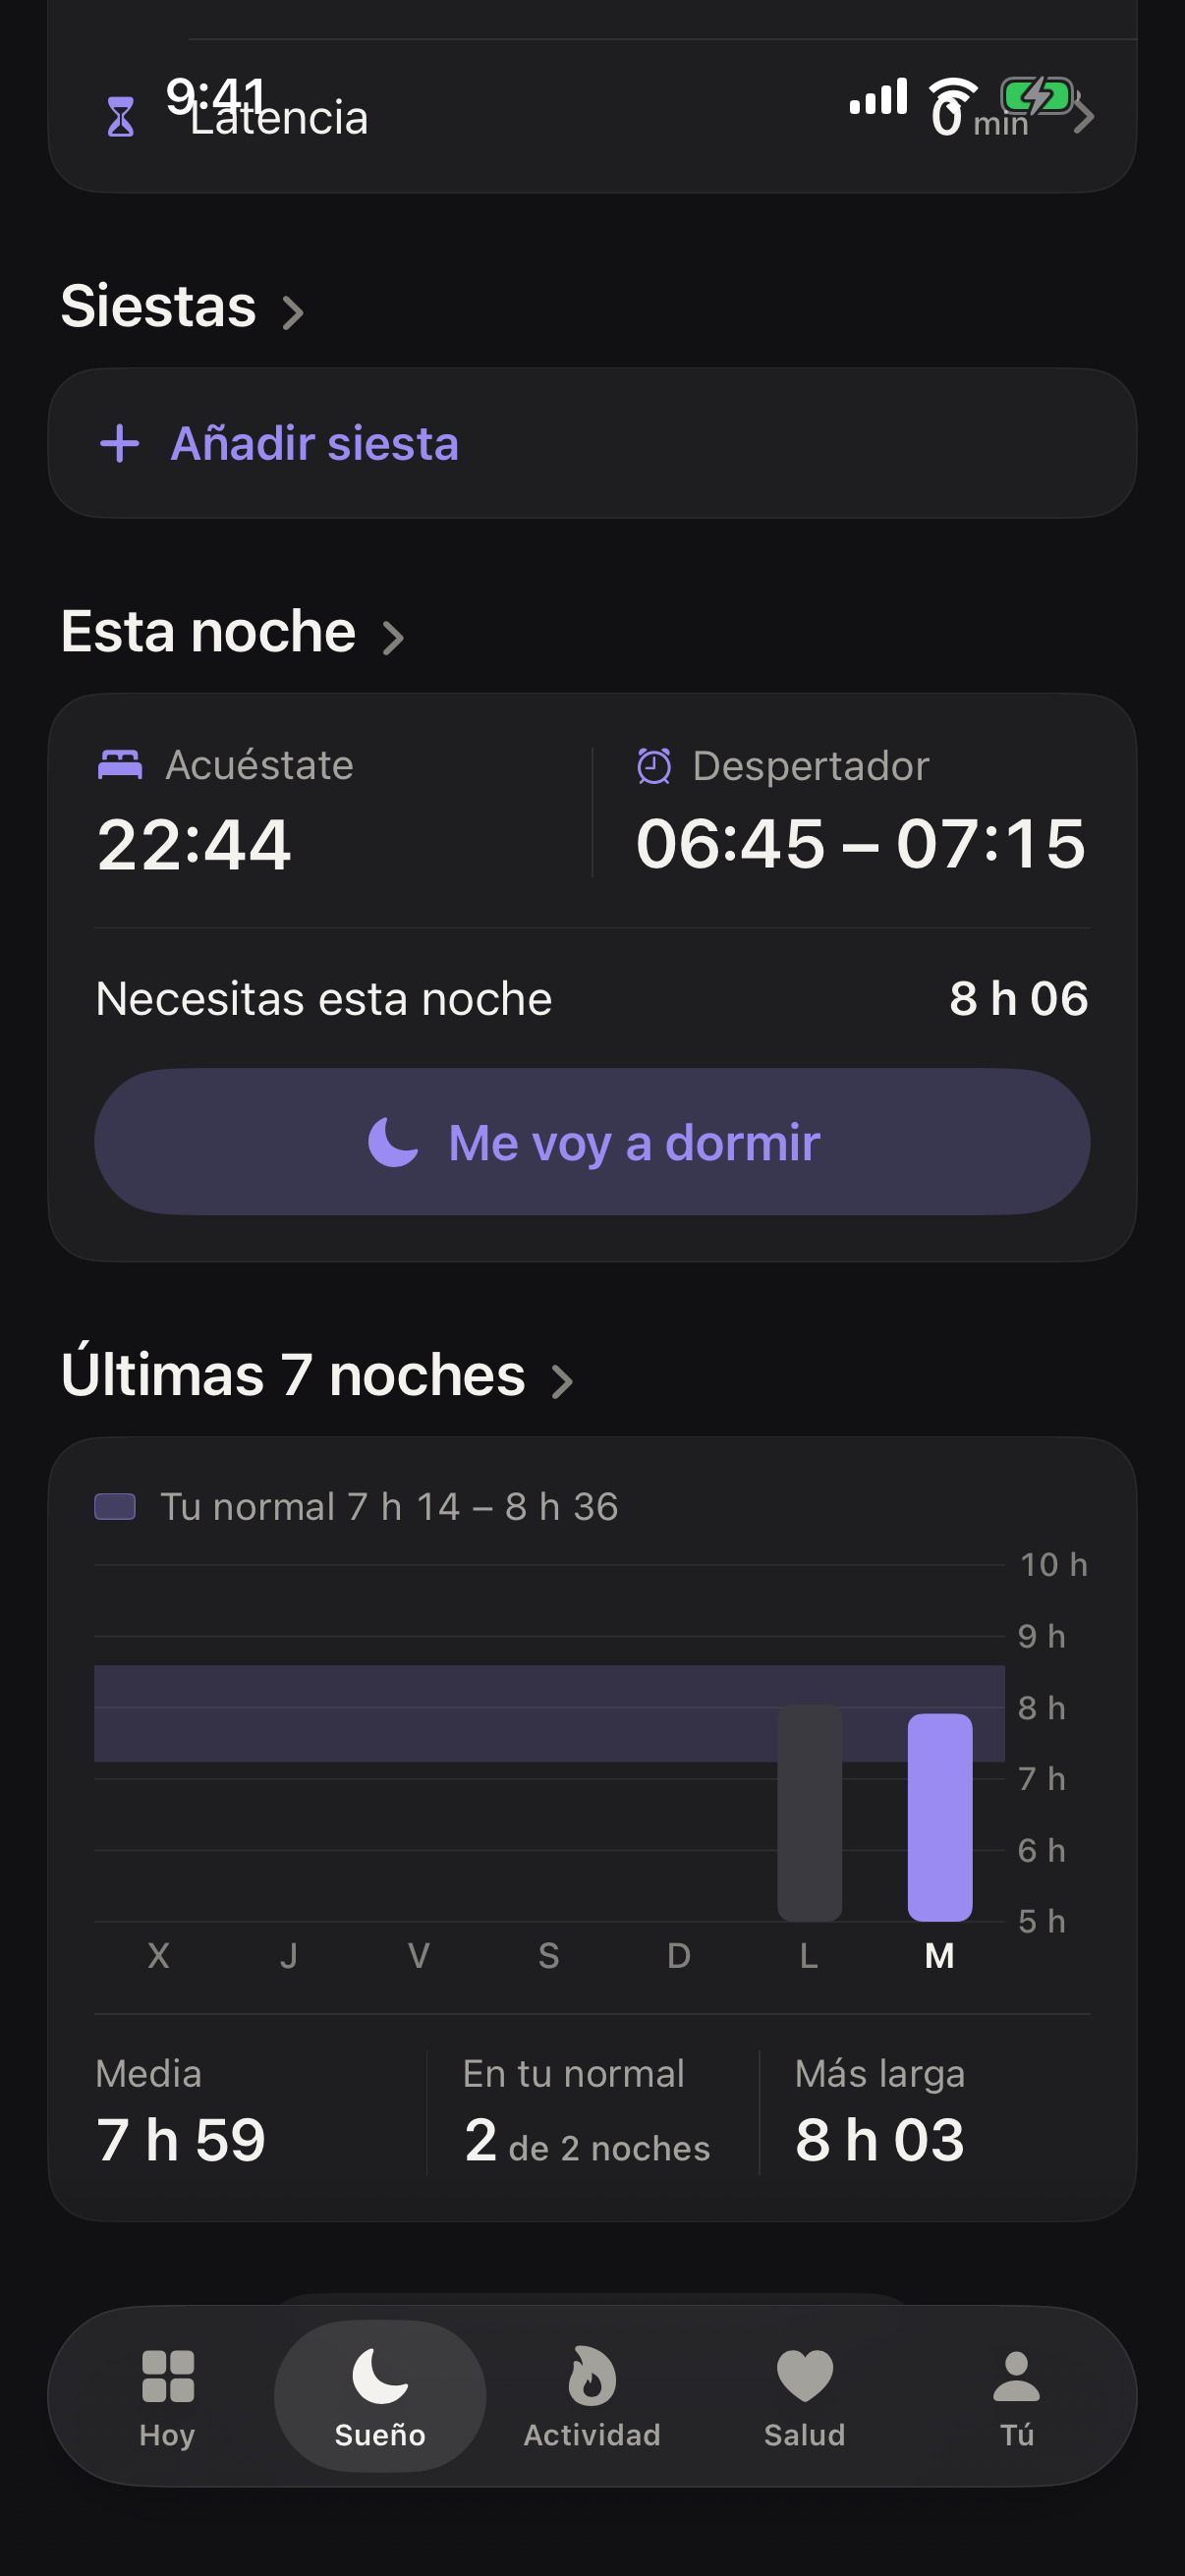 9:41
Latencia
0 min
Siestas
Añadir siesta
Esta noche
Acuéstate
22:44
Despertador
06:45 – 07:15
Necesitas esta noche
8 h 06
Me voy a dormir
Últimas 7 noches
Tu normal 7 h 14 – 8 h 36
10 h
9 h
8 h
7 h
6 h
5 h
X J V S D L M
Media
7 h 59
En tu normal
2 de 2 noches
Más larga
8 h 03
Hoy
Sueño
Actividad
Salud
Tú